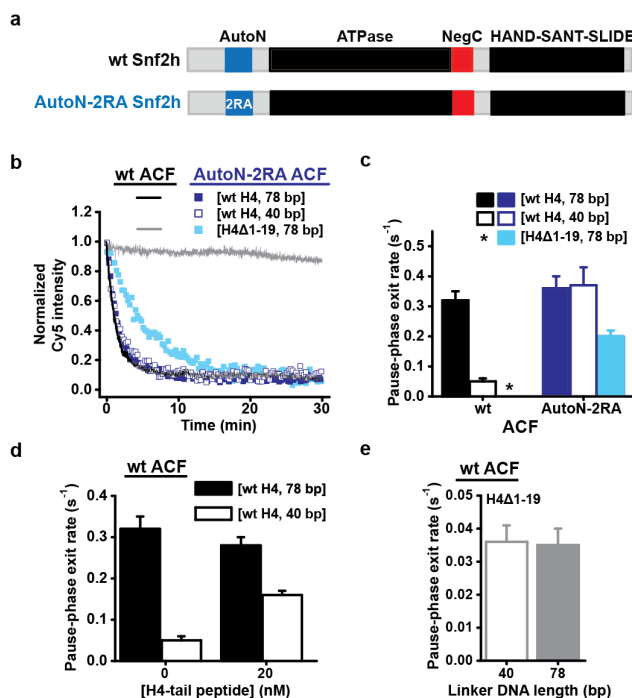 a
AutoN ATPase NegC HAND-SANT-SLIDE
wt Snf2h
AutoN-2RA Snf2h 2RA
b
wt ACF AutoN-2RA ACF
[wt H4, 78 bp]
[wt H4, 40 bp]
[H4Δ1-19, 78 bp]
Normalized
Cy5 intensity
1.2
1.0
0.8
0.6
0.4
0.2
0.0
0 10 20 30
Time (min)
c
[wt H4, 78 bp]
[wt H4, 40 bp]
* [H4Δ1-19, 78 bp]
Pause-phase exit rate (s⁻¹)
0.4
0.3
0.2
0.1
0.0
*
wt AutoN-2RA
ACF
d
wt ACF
[wt H4, 78 bp]
[wt H4, 40 bp]
Pause-phase exit rate (s⁻¹)
0.3
0.2
0.1
0.0
0 20
[H4-tail peptide] (nM)
e
wt ACF
H4Δ1-19
Pause-phase exit rate (s⁻¹)
0.05
0.04
0.03
0.02
0.01
0.00
40 78
Linker DNA length (bp)